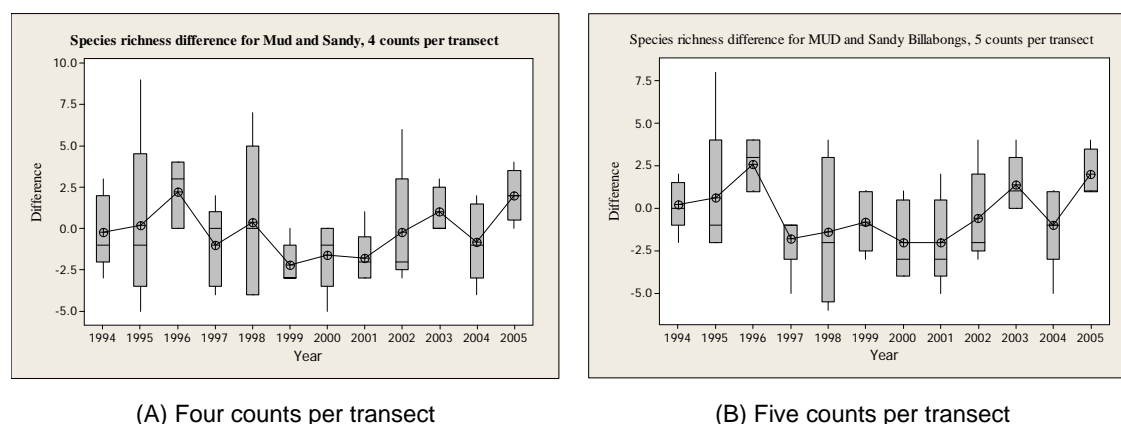 Species richness difference for Mud and Sandy, 4 counts per transect
10.0
7.5
5.0
2.5
0.0
-2.5
-5.0
Difference
1994 1995 1996 1997 1998 1999 2000 2001 2002 2003 2004 2005
Year
(A) Four counts per transect
Species richness difference for MUD and Sandy Billabongs, 5 counts per transect
7.5
5.0
2.5
0.0
-2.5
-5.0
Difference
1994 1995 1996 1997 1998 1999 2000 2001 2002 2003 2004 2005
Year
(B) Five counts per transect